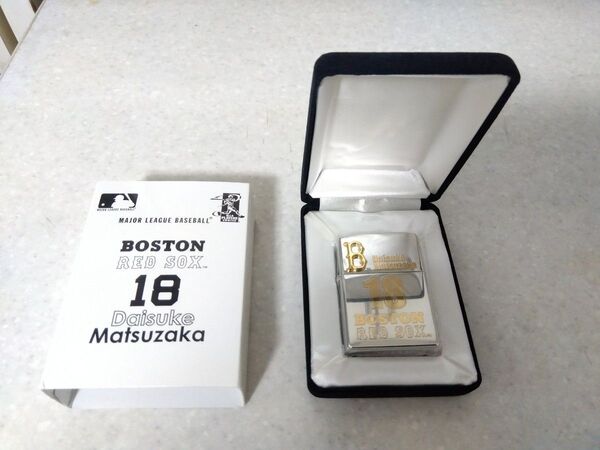 MAJOR LEAGUE BASEBALL
BOSTON
RED SOX
18
Daisuke
Matsuzaka
B
Daisuke
Matsuzaka
18
BOSTON
RED SOX